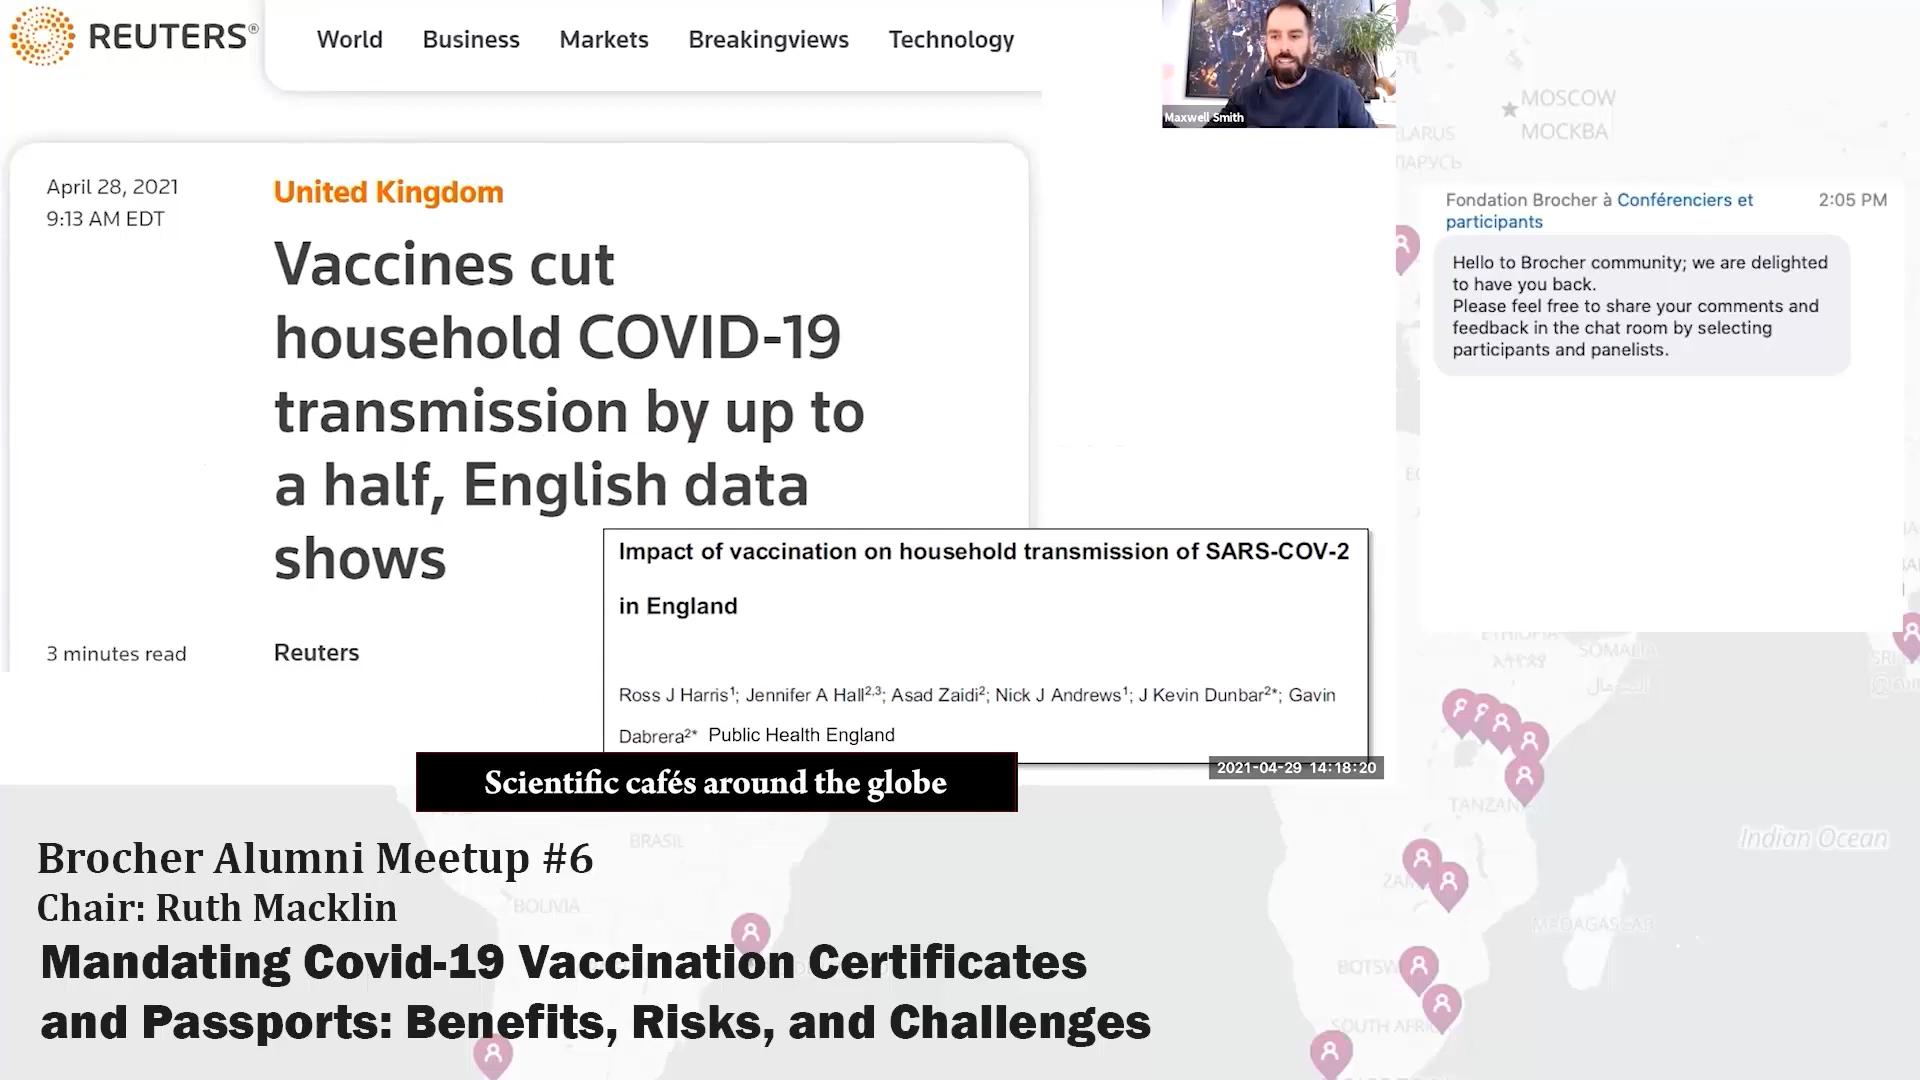 REUTERS®
World Business Markets Breakingviews Technology
Maxwell Smith
April 28, 2021
9:13 AM EDT
United Kingdom
Vaccines cut
household COVID-19
transmission by up to
a half, English data
shows
3 minutes read
Reuters
Impact of vaccination on household transmission of SARS-COV-2
in England
Ross J Harris¹; Jennifer A Hall²,³; Asad Zaidi²; Nick J Andrews¹; J Kevin Dunbar²*; Gavin
Dabrera²* Public Health England
2021-04-29 14:18:20
Scientific cafés around the globe
Brocher Alumni Meetup #6
Chair: Ruth Macklin
Mandating Covid-19 Vaccination Certificates
and Passports: Benefits, Risks, and Challenges
Fondation Brocher à Conférenciers et
participants
2:05 PM
Hello to Brocher community; we are delighted
to have you back.
Please feel free to share your comments and
feedback in the chat room by selecting
participants and panelists.
MOSCOW
МОСКВА
ETHIOPIA
SOMALIA
TANZAN
Indian Ocean
BRASIL
BOLIVIA
MADAGASCAR
BOTSW
SOUTH AFRI